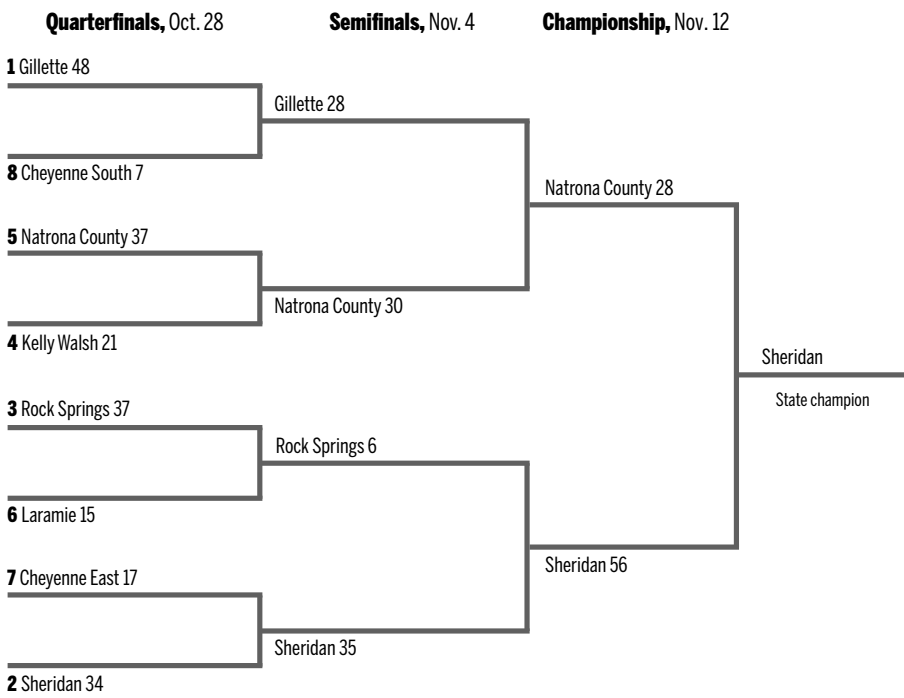 Quarterfinals, Oct. 28
Semifinals, Nov. 4
Championship, Nov. 12
1 Gillette 48
8 Cheyenne South 7
5 Natrona County 37
4 Kelly Walsh 21
3 Rock Springs 37
6 Laramie 15
7 Cheyenne East 17
2 Sheridan 34
Gillette 28
Natrona County 30
Rock Springs 6
Sheridan 35
Natrona County 28
Sheridan 56
Sheridan
State champion